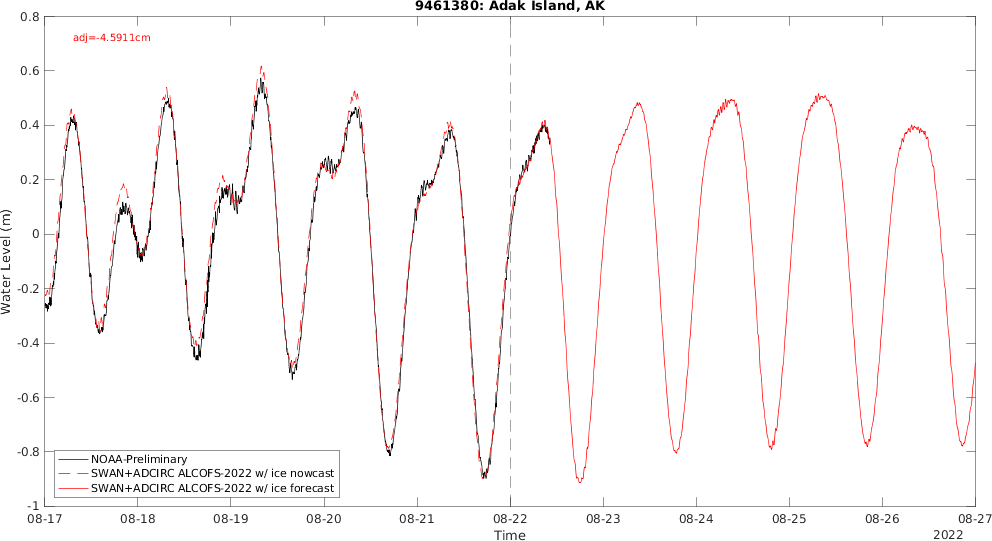 9461380: Adak Island, AK
adj=-4.5911cm
0.8
0.6
0.4
0.2
0
-0.2
-0.4
-0.6
-0.8
-1
Water Level (m)
NOAA-Preliminary
SWAN+ADCIRC ALCOFS-2022 w/ ice nowcast
SWAN+ADCIRC ALCOFS-2022 w/ ice forecast
08-17 08-18 08-19 08-20 08-21 08-22 08-23 08-24 08-25 08-26 08-27
Time
2022